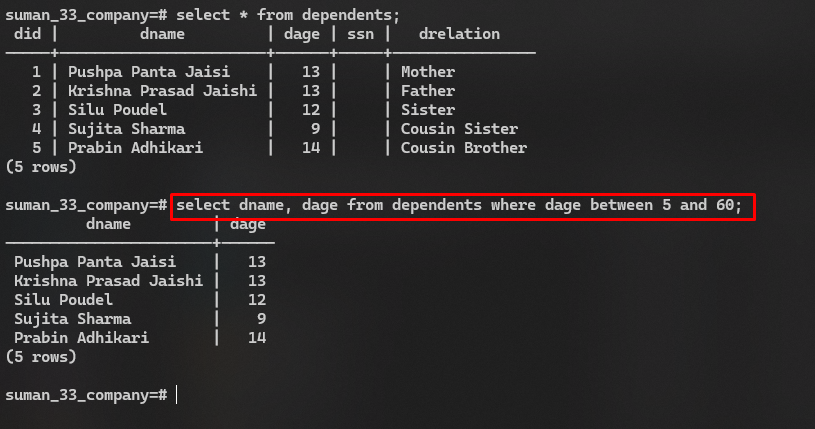 suman_33_company=# select * from dependents;
 did |         dname         | dage | ssn |   drelation
-----+-----------------------+------+-----+----------------
   1 | Pushpa Panta Jaisi    |   13 |     | Mother
   2 | Krishna Prasad Jaishi |   13 |     | Father
   3 | Silu Poudel           |   12 |     | Sister
   4 | Sujita Sharma         |    9 |     | Cousin Sister
   5 | Prabin Adhikari       |   14 |     | Cousin Brother
(5 rows)

suman_33_company=# select dname, dage from dependents where dage between 5 and 60;
         dname         | dage
-----------------------+------
 Pushpa Panta Jaisi    |   13
 Krishna Prasad Jaishi |   13
 Silu Poudel           |   12
 Sujita Sharma         |    9
 Prabin Adhikari       |   14
(5 rows)

suman_33_company=#